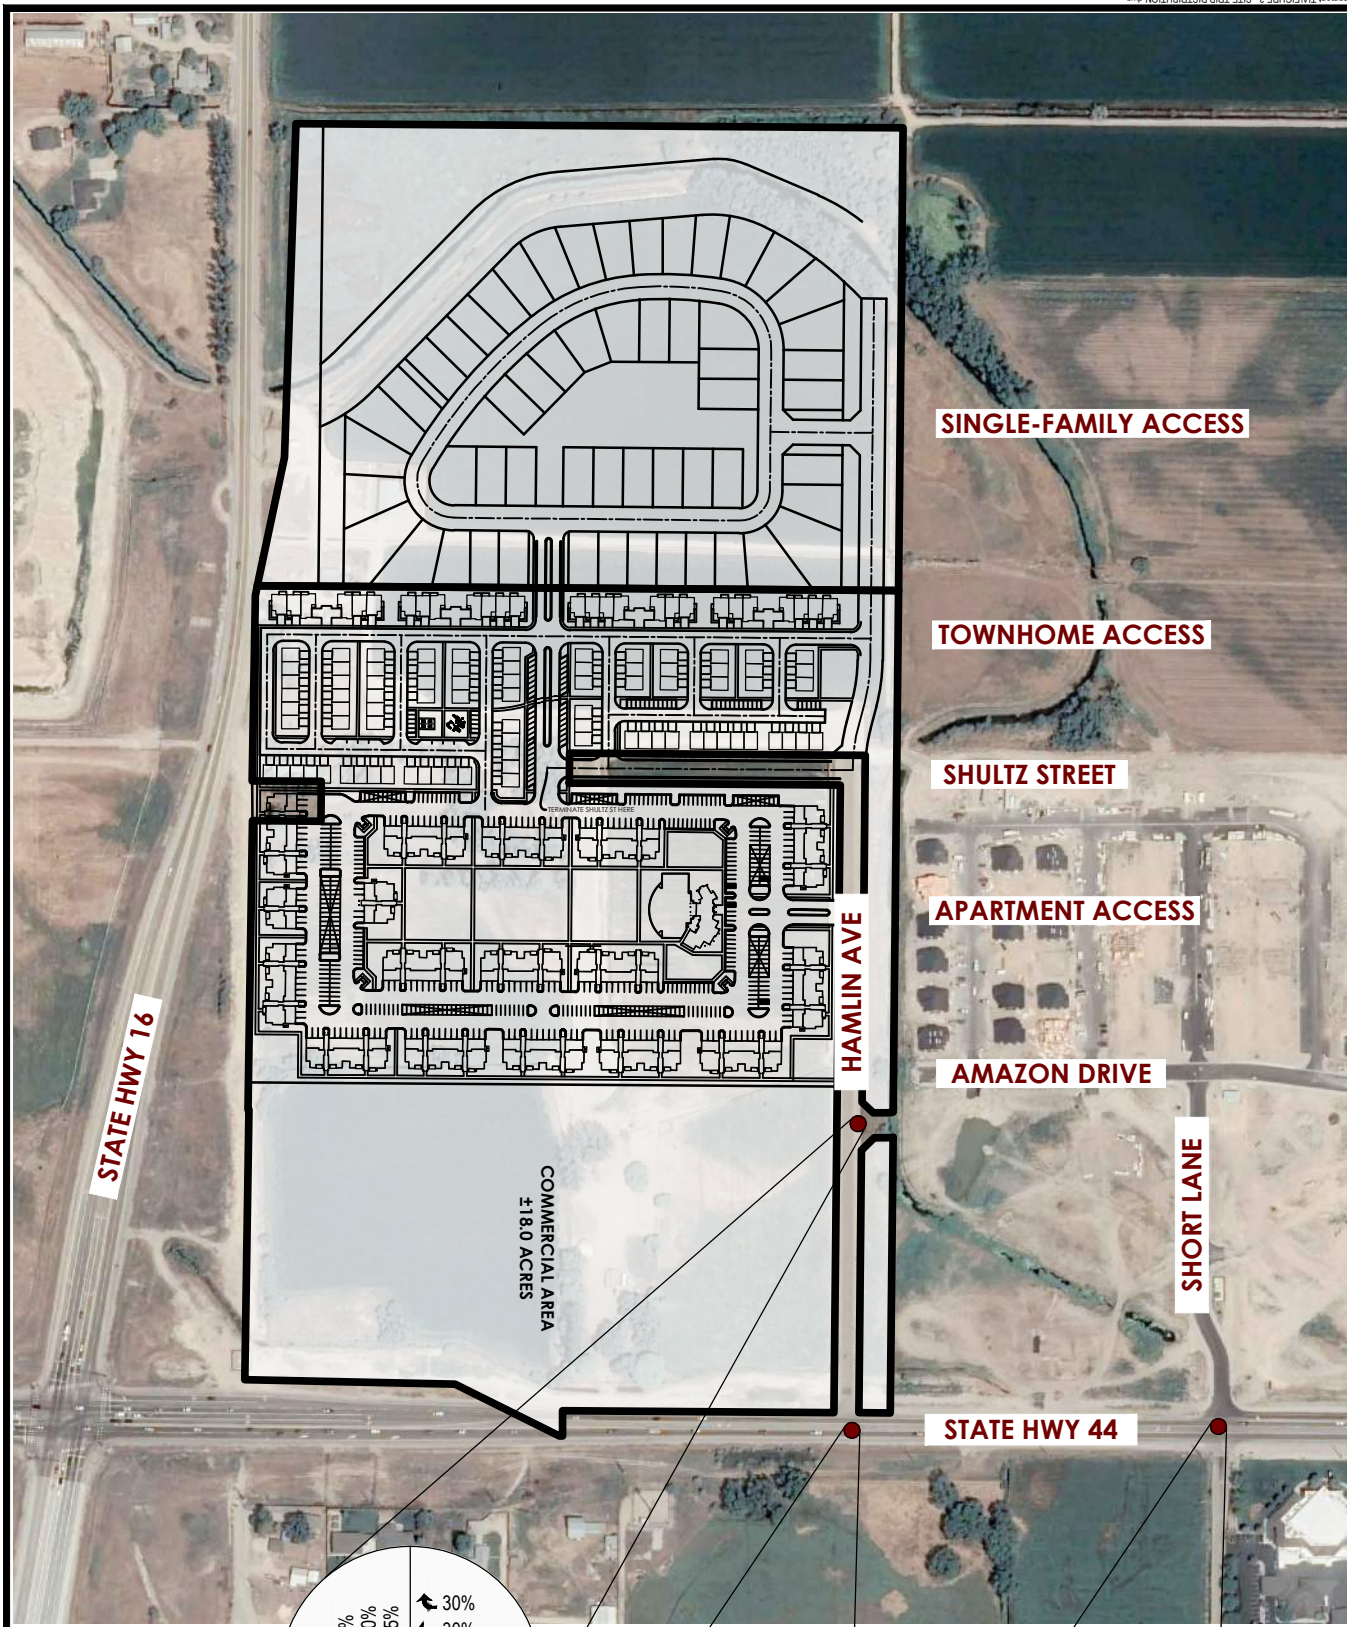 SINGLE-FAMILY ACCESS
TOWNHOME ACCESS
SHULTZ STREET
TERMINATE SHULTZ ST HERE
APARTMENT ACCESS
HAMLIN AVE
STATE HWY 16
AMAZON DRIVE
COMMERCIAL AREA
±18.0 ACRES
SHORT LANE
STATE HWY 44
30%